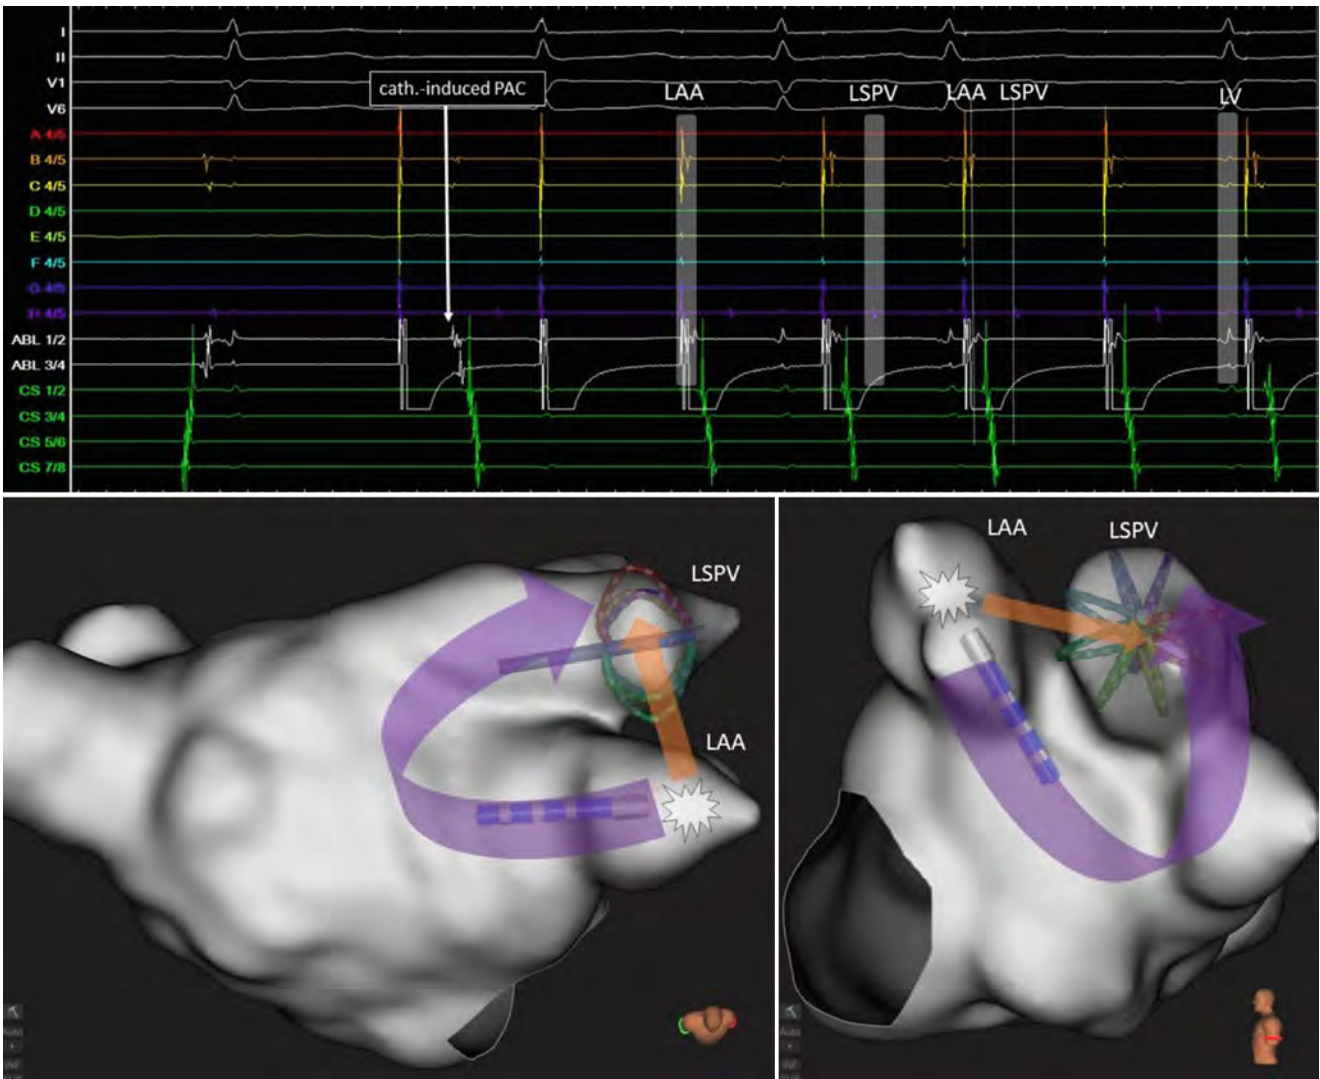 I
II
V1
V6
cath.-induced PAC
LAA
LSPV
LAA
LSPV
LV
A 4/5
B 4/5
C 4/5
D 4/5
E 4/5
F 4/5
G 4/5
H 4/5
ABL 1/2
ABL 3/4
CS 1/2
CS 3/4
CS 5/6
CS 7/8
LSPV
LAA
Auto
LAA
LSPV
Auto